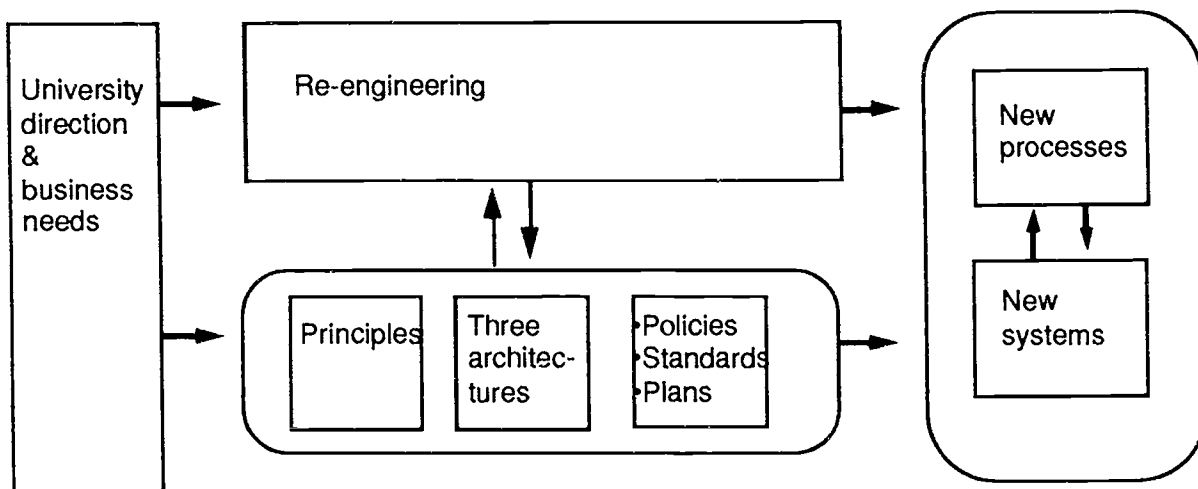 University
direction
&
business
needs
Re-engineering
Principles
Three
architec-
tures
•Policies
•Standards
•Plans
New
processes
New
systems